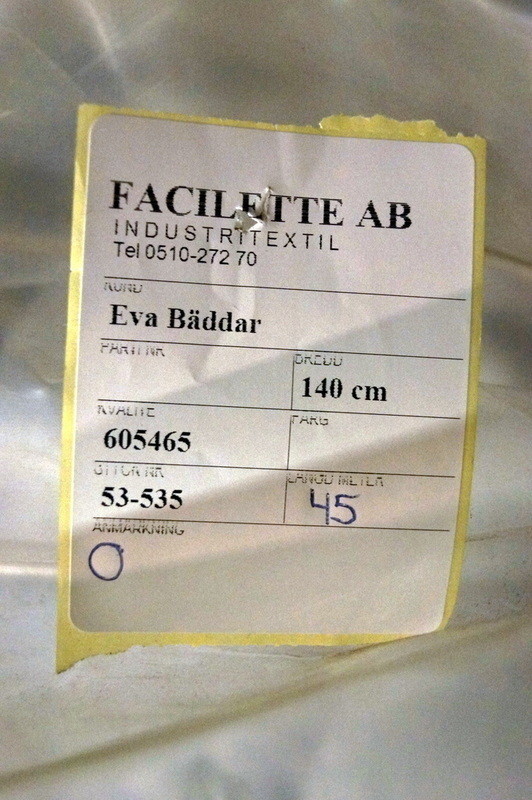 FACILETTE AB
INDUSTRITEXTIL
Tel 0510-272 70
KUND
Eva Bäddar
PARTI NR
BREDD
140 cm
KVALITE
FÄRG
605465
STYCK NR
LÄNGD METER
53-535
45
ANMÄRKNING
O